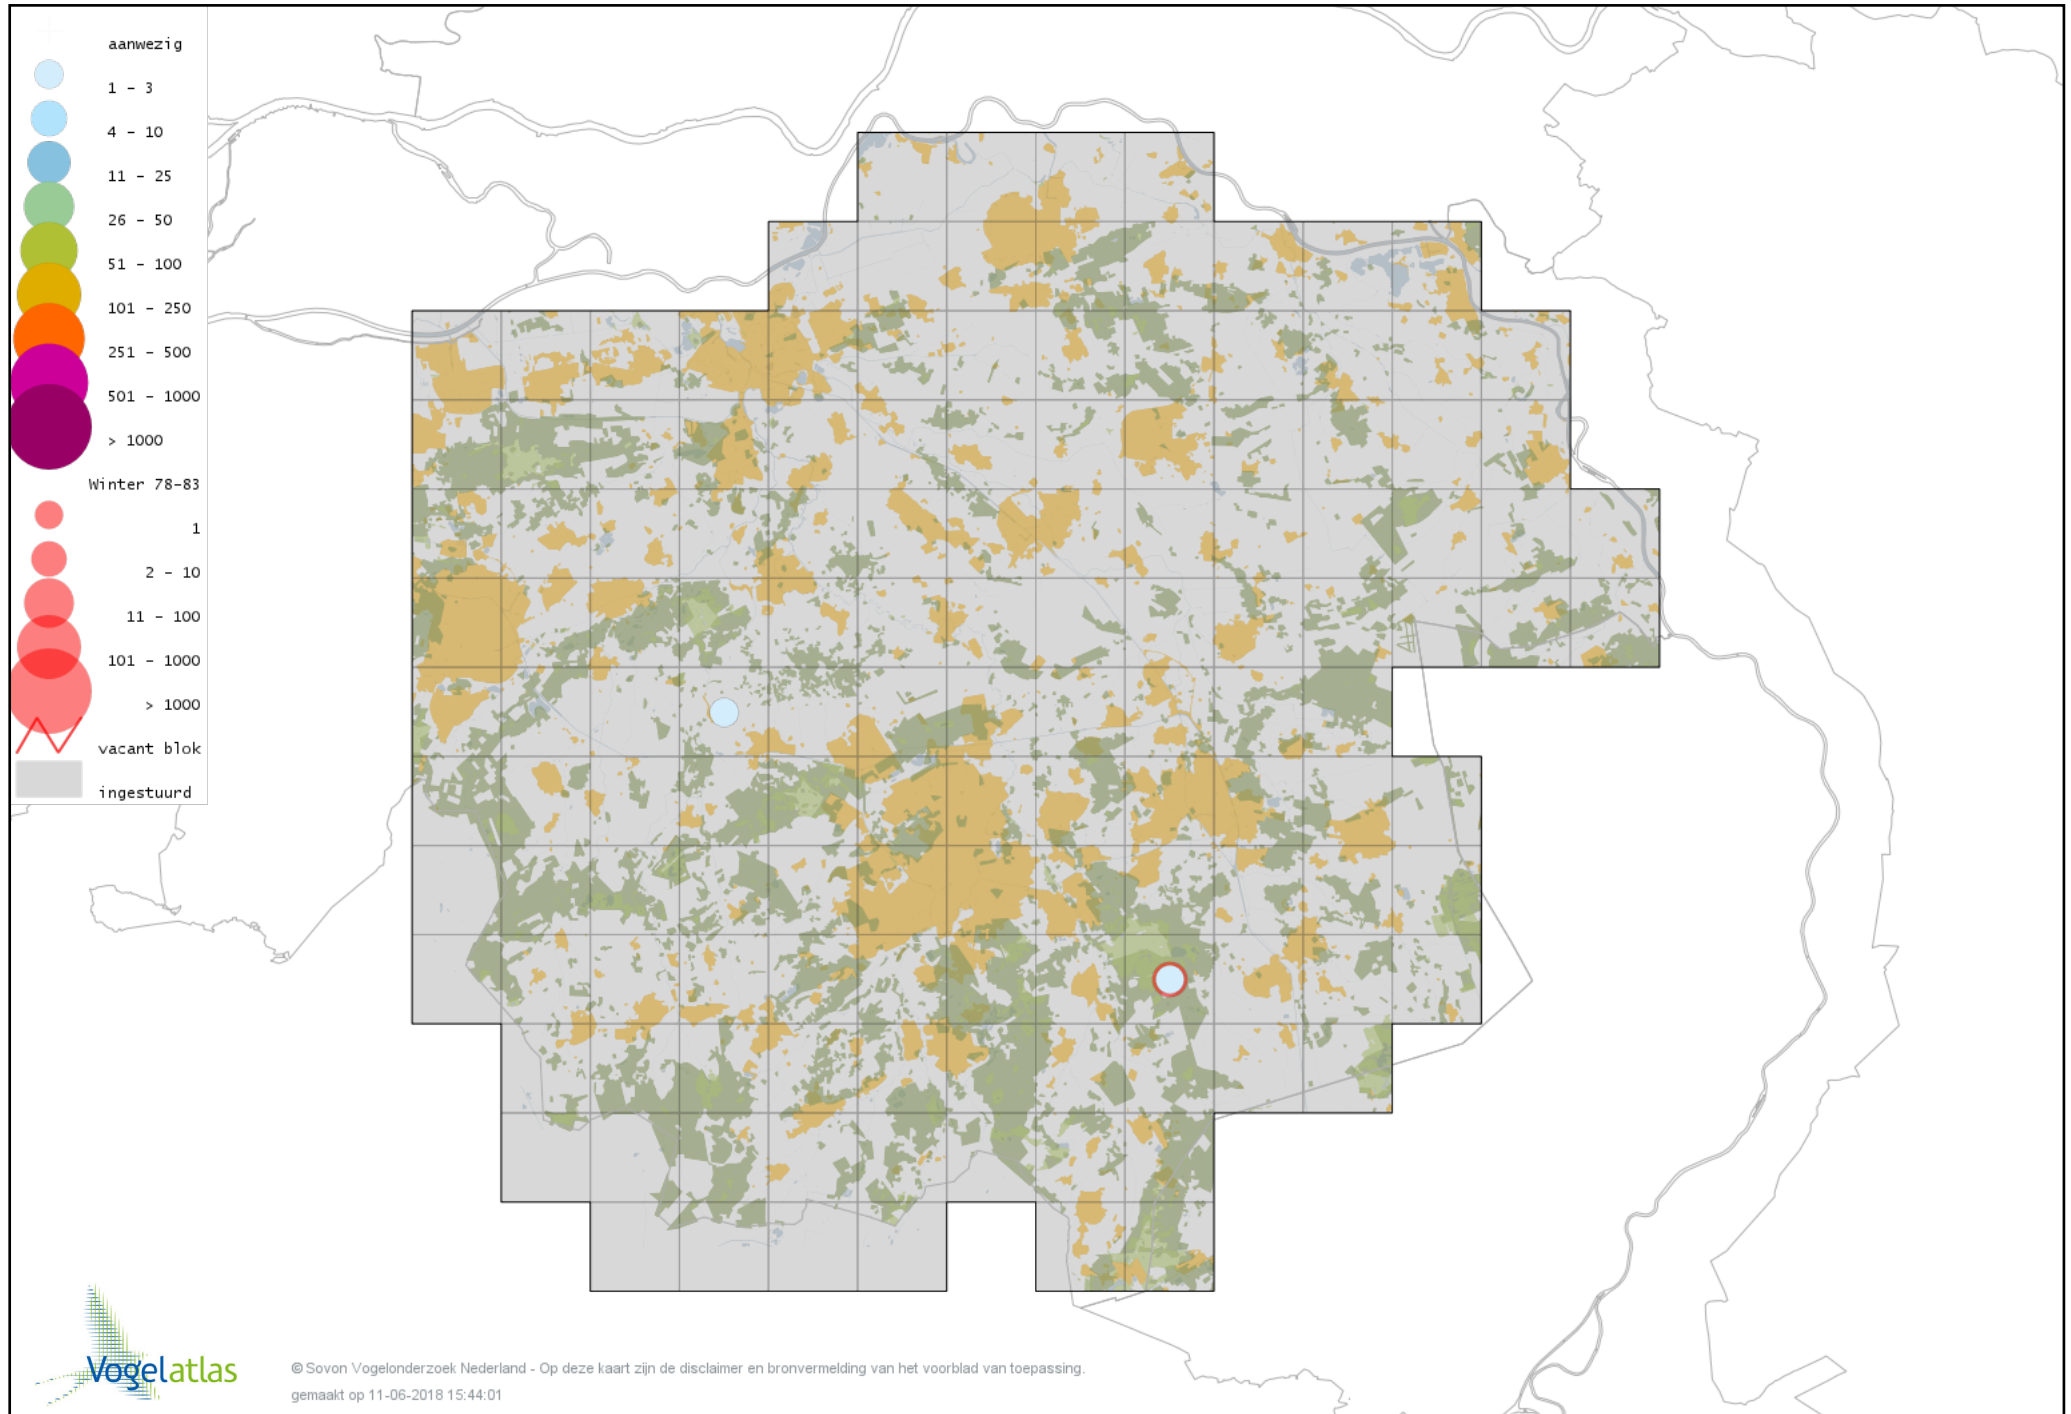 aanwezig
1 - 3
4 - 10
11 - 25
26 - 50
51 - 100
101 - 250
251 - 500
501 - 1000
> 1000
Winter 78-83
1
2 - 10
11 - 100
101 - 1000
> 1000
vacant blok
ingestuurd
Vogelatlas
© Sovon Vogelonderzoek Nederland - Op deze kaart zijn de disclaimer en bronvermelding van het voorblad van toepassing.
gemaakt op 11-06-2018 15:44:01